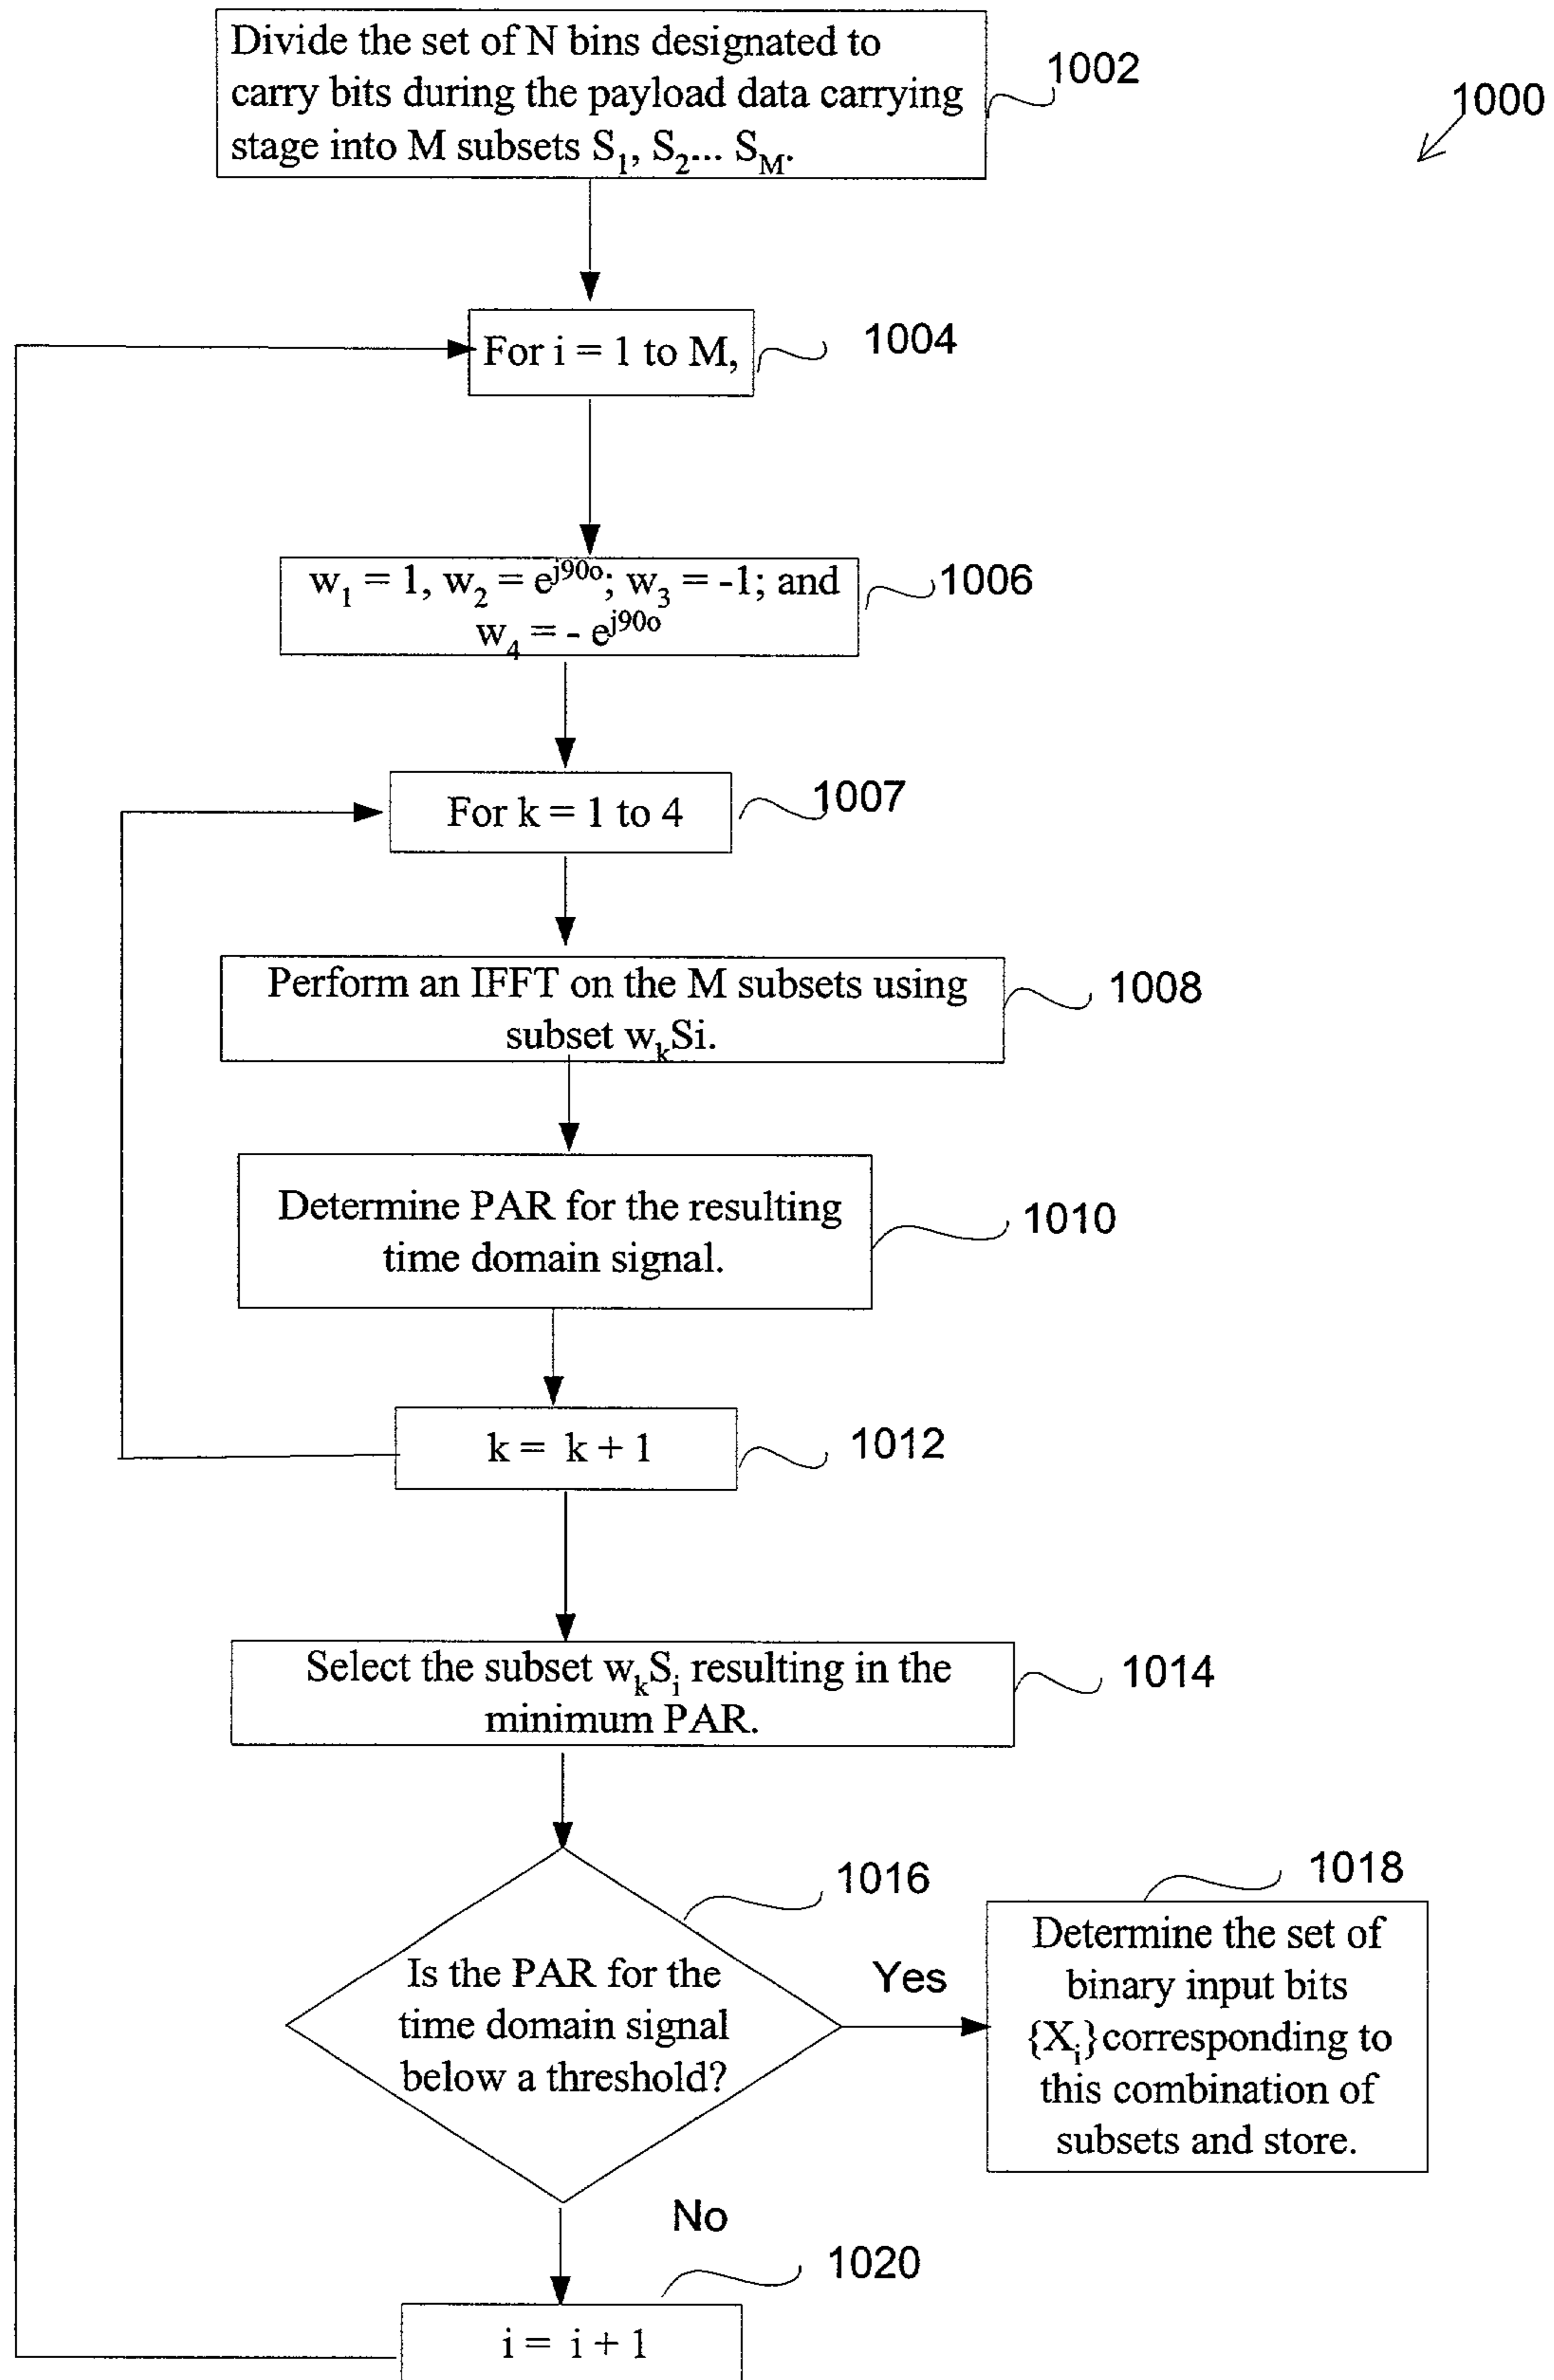 Divide the set of N bins designated to
carry bits during the payload data carrying
stage into M subsets S₁, S₂... S_M.
1002
1000
For i = 1 to M,
1004
w₁ = 1, w₂ = e^j90o; w₃ = -1; and
w₄ = - e^j90o
1006
For k = 1 to 4
1007
Perform an IFFT on the M subsets using
subset wₖSi.
1008
Determine PAR for the resulting
time domain signal.
1010
k = k + 1
1012
Select the subset wₖSᵢ resulting in the
minimum PAR.
1014
Is the PAR for the
time domain signal
below a threshold?
1016
Yes
No
1018
Determine the set of
binary input bits
{Xᵢ}corresponding to
this combination of
subsets and store.
1020
i = i + 1